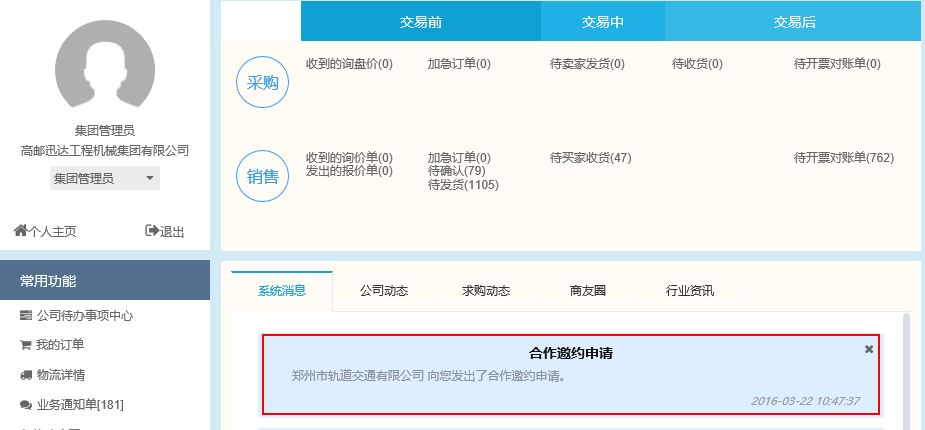 集团管理员
高邮迅达工程机械集团有限公司
集团管理员
个人主页 退出
常用功能
公司待办事项中心
我的订单
物流详情
业务通知单[181]
交易前 交易中 交易后
采购
收到的询盘价(0) 加急订单(0) 待卖家发货(0) 待收货(0) 待开票对账单(0)
销售
收到的询价单(0) 加急订单(0) 待买家收货(47) 待开票对账单(762)
发出的报价单(0) 待确认(79)
待发货(1105)
系统消息 公司动态 求购动态 商友圈 行业资讯
合作邀约申请
郑州市轨道交通有限公司 向您发出了合作邀约申请。
2016-03-22 10:47:37